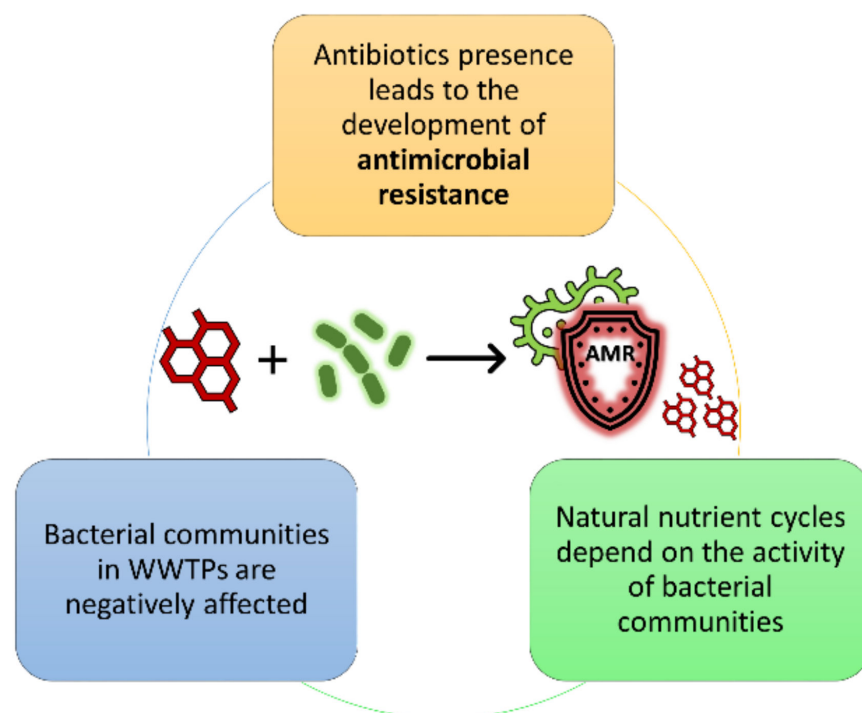 Antibiotics presence
leads to the
development of
antimicrobial
resistance
+
AMR
Bacterial communities
in WWTPs are
negatively affected
Natural nutrient cycles
depend on the activity
of bacterial
communities